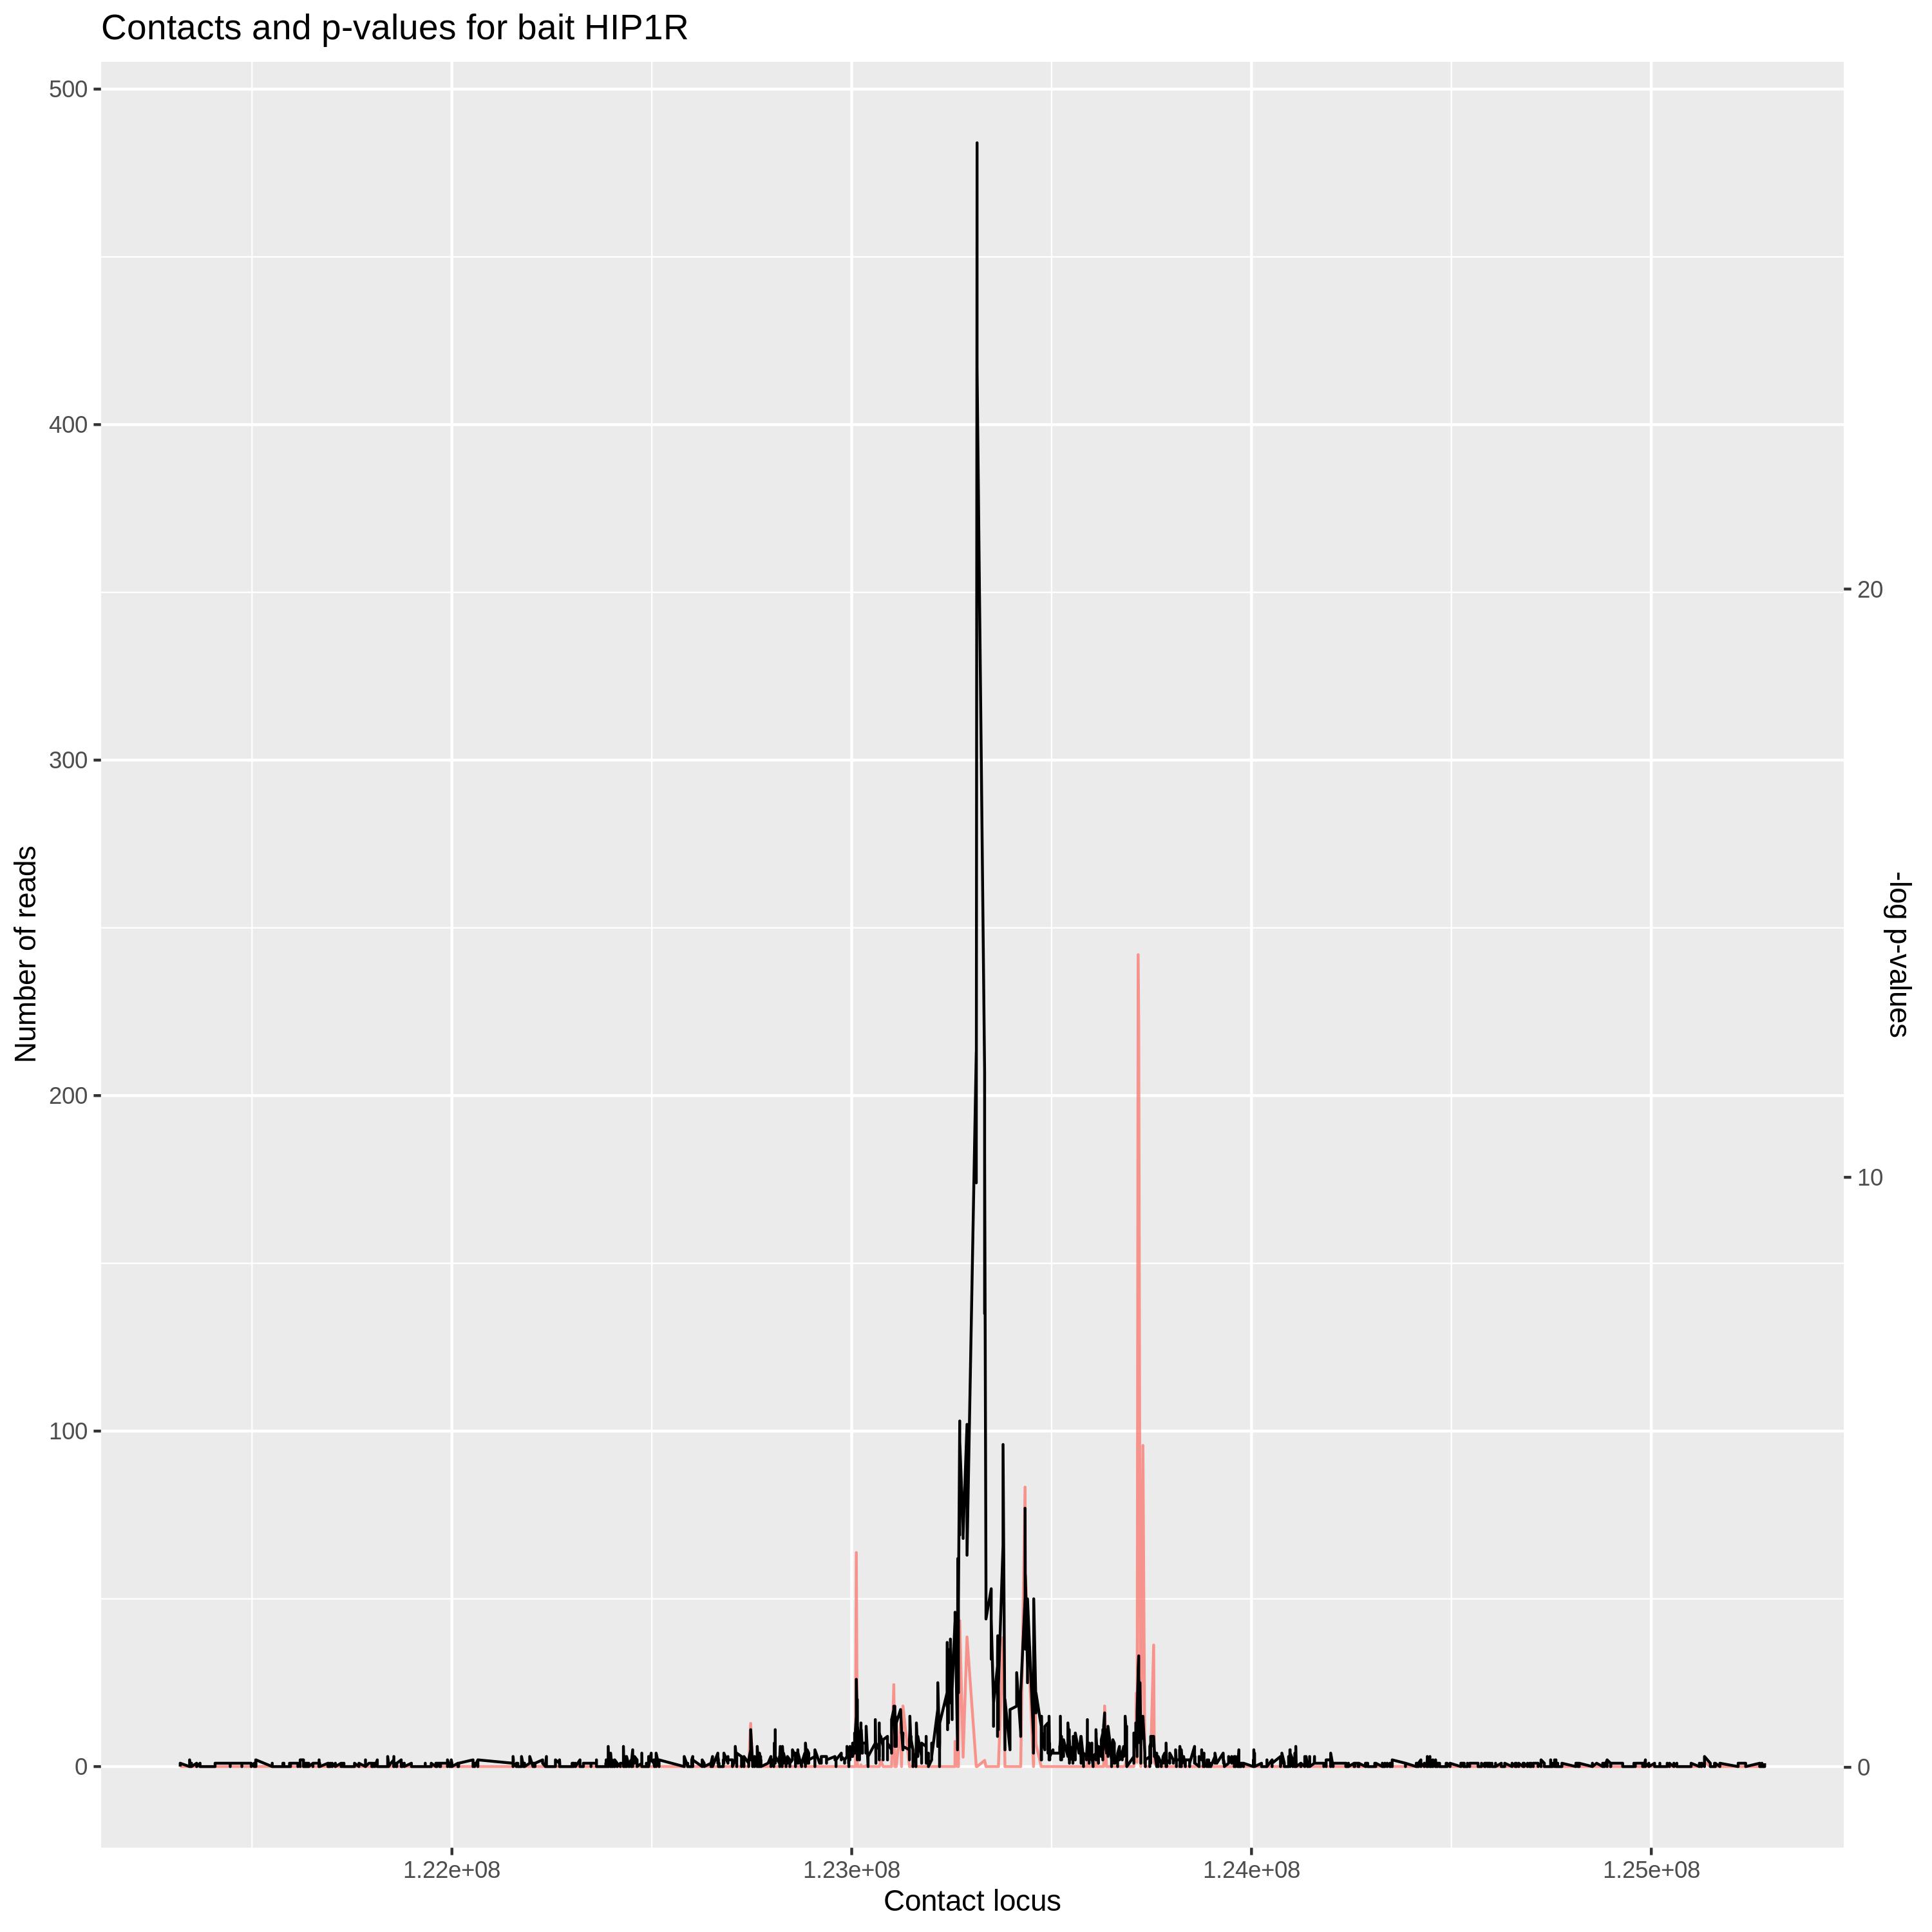 Contacts and p-values for bait HIP1R
500
400
300
200
100
0
Number of reads
20
10
0
-log p-values
1.22e+08
1.23e+08
1.24e+08
1.25e+08
Contact locus